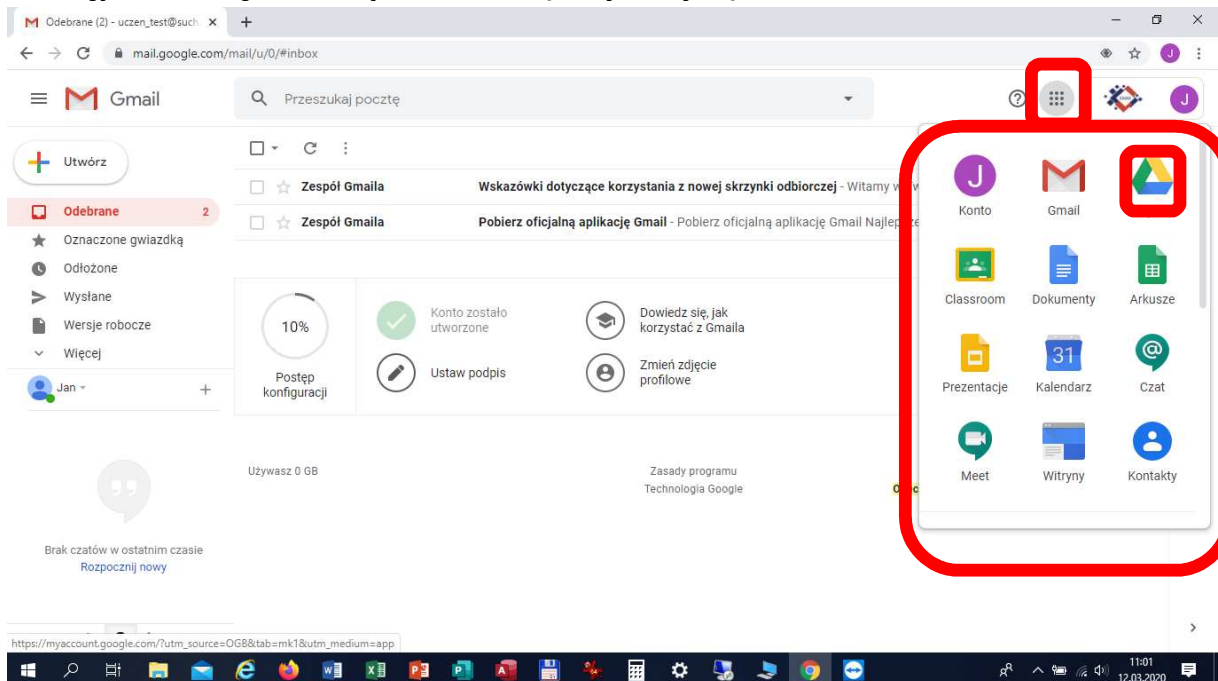 Odebrane (2) - uczen_test@such
mail.google.com/mail/u/0/#inbox
J
Gmail
Przeszukaj pocztę
J
Utwórz
Zespół Gmaila Wskazówki dotyczące korzystania z nowej skrzynki odbiorczej - Witamy w
Odebrane 2
Zespół Gmaila Pobierz oficjalną aplikację Gmail - Pobierz oficjalną aplikację Gmail
Oznaczone gwiazdką
Odłożone
Wysłane
Wersje robocze
Więcej
Jan
10%
Postęp
konfiguracji
Konto zostało
utworzone
Dowiedz się, jak
korzystać z Gmaila
Ustaw podpis
Zmień zdjęcie
profilowe
J
Konto Gmail
Classroom Dokumenty Arkusze
31
Prezentacje Kalendarz Czat
Meet Witryny Kontakty
Używasz 0 GB
Zasady programu
Technologia Google
Brak czatów w ostatnim czasie
Rozpocznij nowy
https://myaccount.google.com/?utm_source=OGB&tab=mk1&utm_medium=app
11:01
12.03.2020